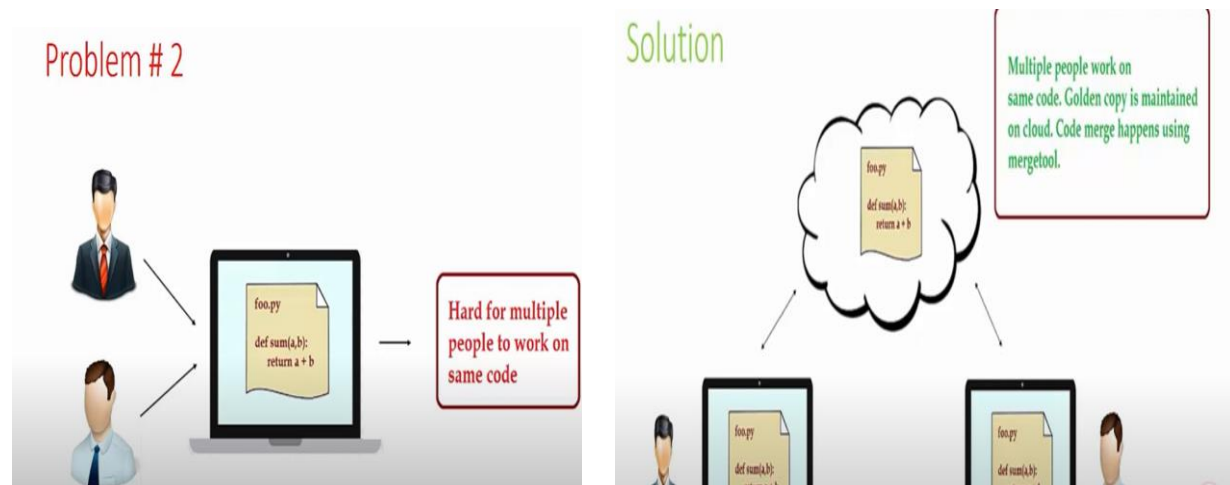 Problem # 2
foo.py
def sum(a,b):
return a + b
Hard for multiple
people to work on
same code
Solution
Multiple people work on
same code. Golden copy is maintained
on cloud. Code merge happens using
mergetool.
foo.py
def sum(a,b):
return a + b
foo.py
def sum(a,b):
foo.py
def sum(a,b):